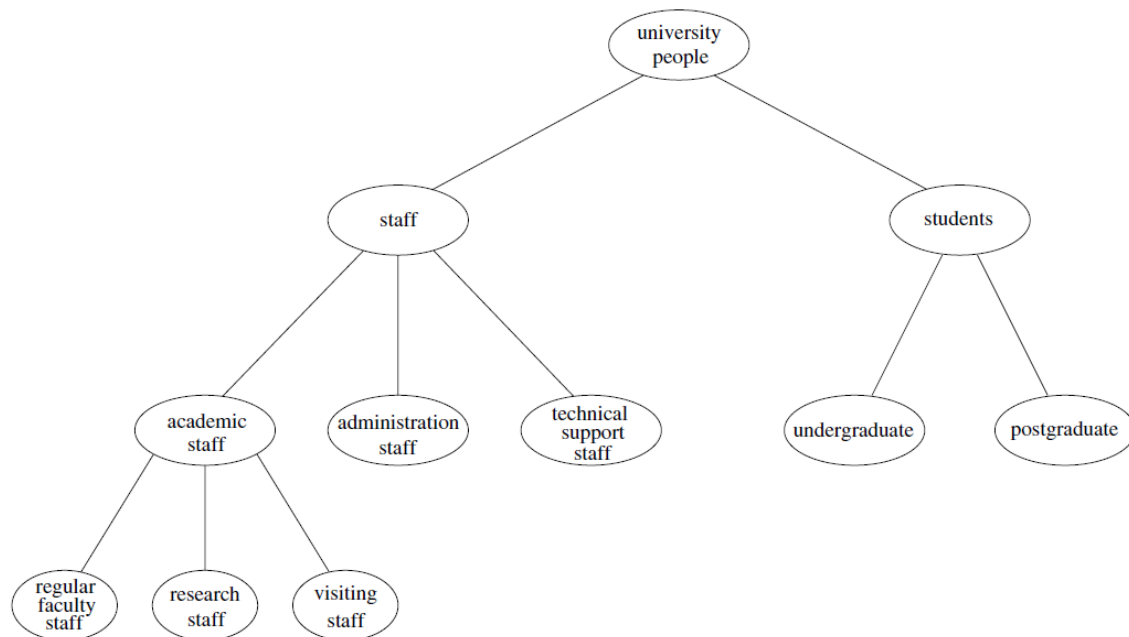 university
people
staff
students
academic
staff
administration
staff
technical
support
staff
undergraduate
postgraduate
regular
faculty
staff
research
staff
visiting
staff